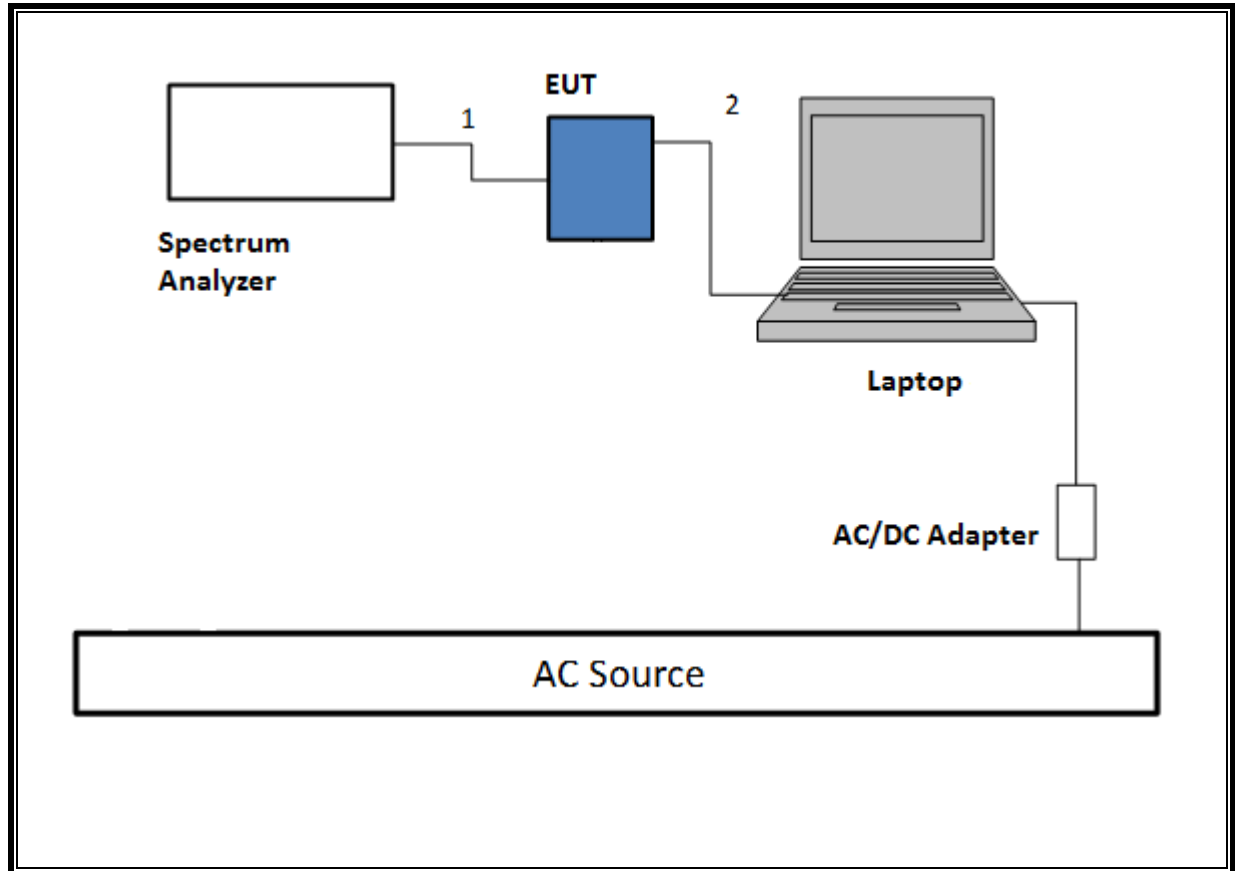 EUT
1
2
Spectrum
Analyzer
Laptop
AC/DC Adapter
AC Source